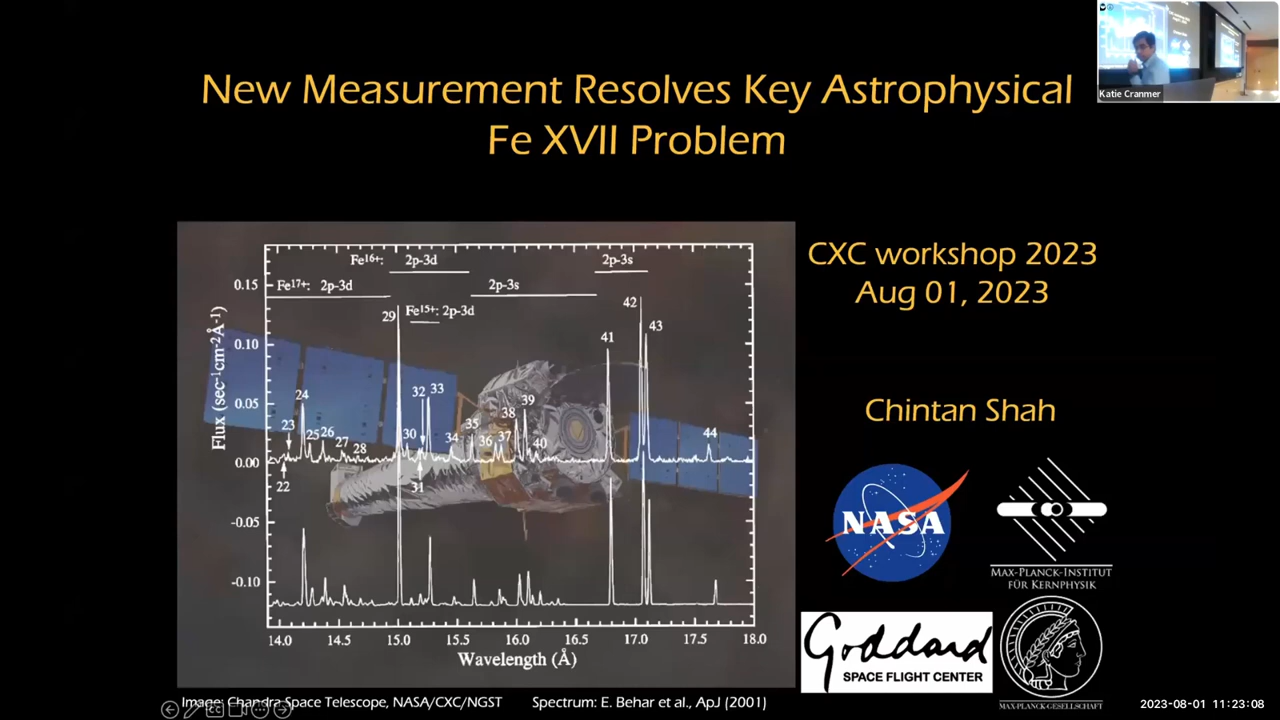 New Measurement Resolves Key Astrophysical
Fe XVII Problem
Katie Cranmer
CXC workshop 2023
Aug 01, 2023
Chintan Shah
Fe16+: 2p-3d 2p-3s
Fe17+: 2p-3d 2p-3s
Fe15+: 2p-3d
0.15
0.10
0.05
0.00
-0.05
-0.10
Flux (sec-1cm-2Å-1)
22
23
24
25
26
27
28
29
30
31
32
33
34
35
36
37
38
39
40
41
42
43
44
14.0 14.5 15.0 15.5 16.0 16.5 17.0 17.5 18.0
Wavelength (Å)
NASA
MAX-PLANCK-INSTITUT
FÜR KERNPHYSIK
Goddard
SPACE FLIGHT CENTER
MAX-PLANCK-GESELLSCHAFT
Image: Chandra Space Telescope, NASA/CXC/NGST Spectrum: E. Behar et al., ApJ (2001)
2023-08-01 11:23:08